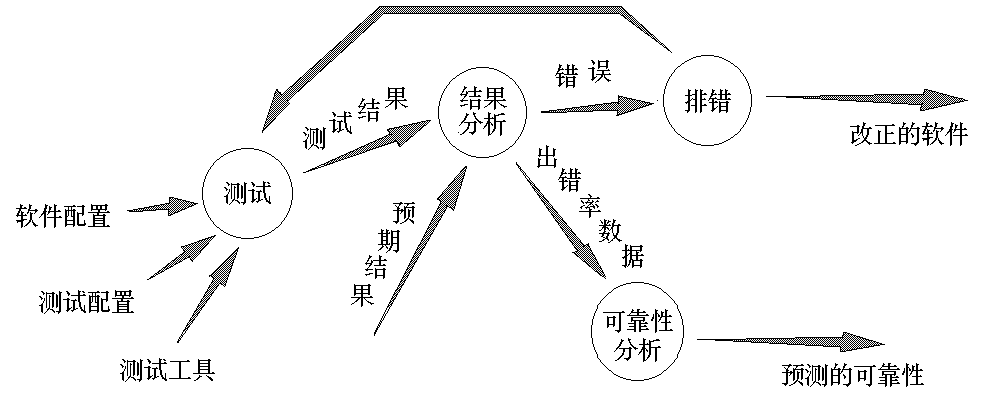 软件配置
测试配置
测试工具
测试
测试结果
预期结果
结果
分析
错误
排错
改正的软件
出错率数据
可靠性
分析
预测的可靠性